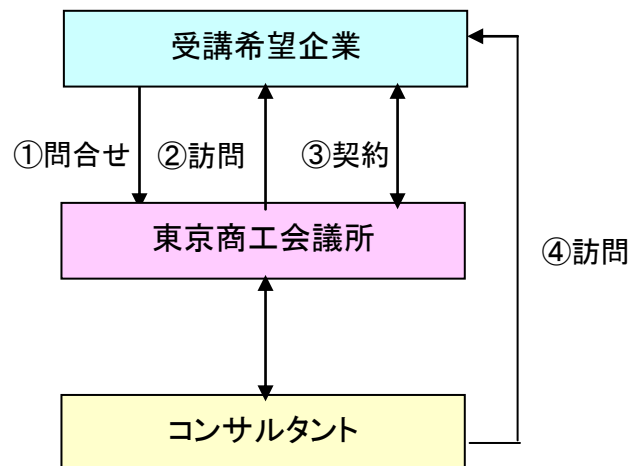 受講希望企業
①問合せ
②訪問
③契約
東京商工会議所
④訪問
コンサルタント